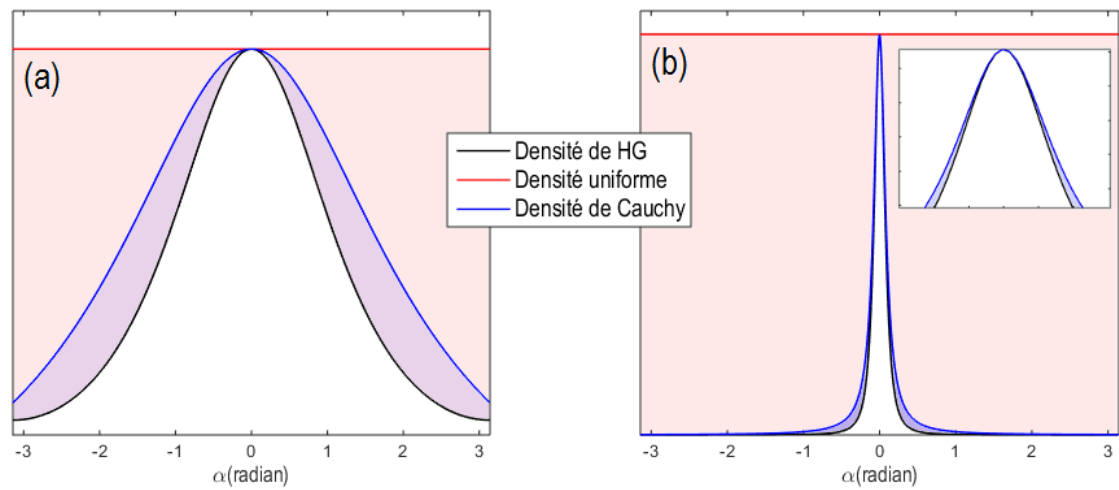 (a)
(b)
Densité de HG
Densité uniforme
Densité de Cauchy
-3 -2 -1 0 1 2 3
α(radian)
-3 -2 -1 0 1 2 3
α(radian)